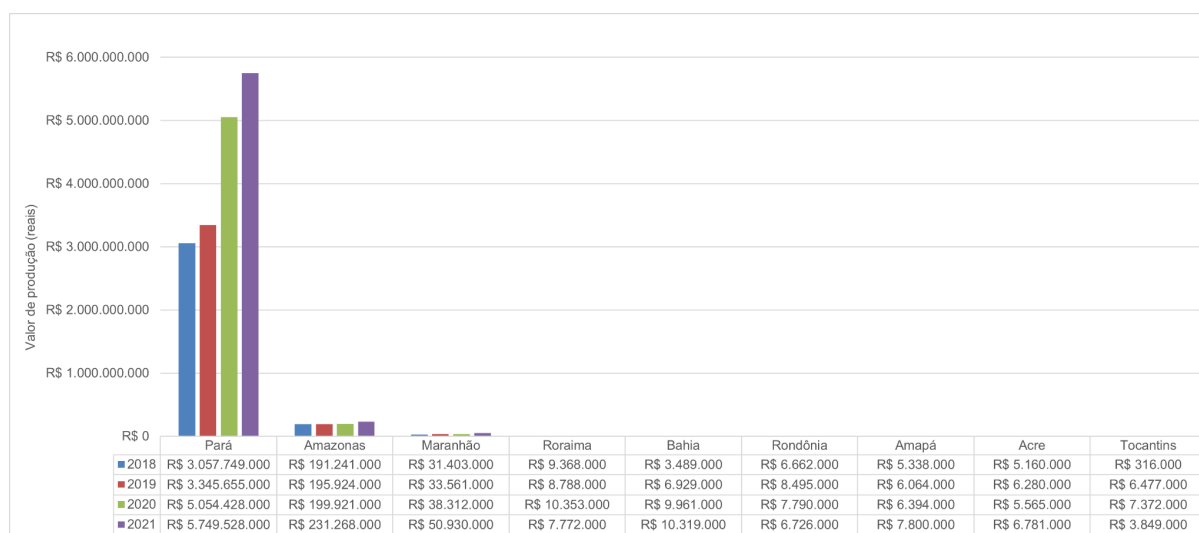 R$ 6.000.000.000
R$ 5.000.000.000
R$ 4.000.000.000
R$ 3.000.000.000
R$ 2.000.000.000
R$ 1.000.000.000
R$ 0
Valor de produção (reais)
Pará Amazonas Maranhão Roraima Bahia Rondônia Amapá Acre Tocantins
2018 R$ 3.057.749.000 R$ 191.241.000 R$ 31.403.000 R$ 9.368.000 R$ 3.489.000 R$ 6.662.000 R$ 5.338.000 R$ 5.160.000 R$ 316.000
2019 R$ 3.345.655.000 R$ 195.924.000 R$ 33.561.000 R$ 8.788.000 R$ 6.929.000 R$ 8.495.000 R$ 6.064.000 R$ 6.280.000 R$ 6.477.000
2020 R$ 5.054.428.000 R$ 199.921.000 R$ 38.312.000 R$ 10.353.000 R$ 9.961.000 R$ 7.790.000 R$ 6.394.000 R$ 5.565.000 R$ 7.372.000
2021 R$ 5.749.528.000 R$ 231.268.000 R$ 50.930.000 R$ 7.772.000 R$ 10.319.000 R$ 6.726.000 R$ 7.800.000 R$ 6.781.000 R$ 3.849.000